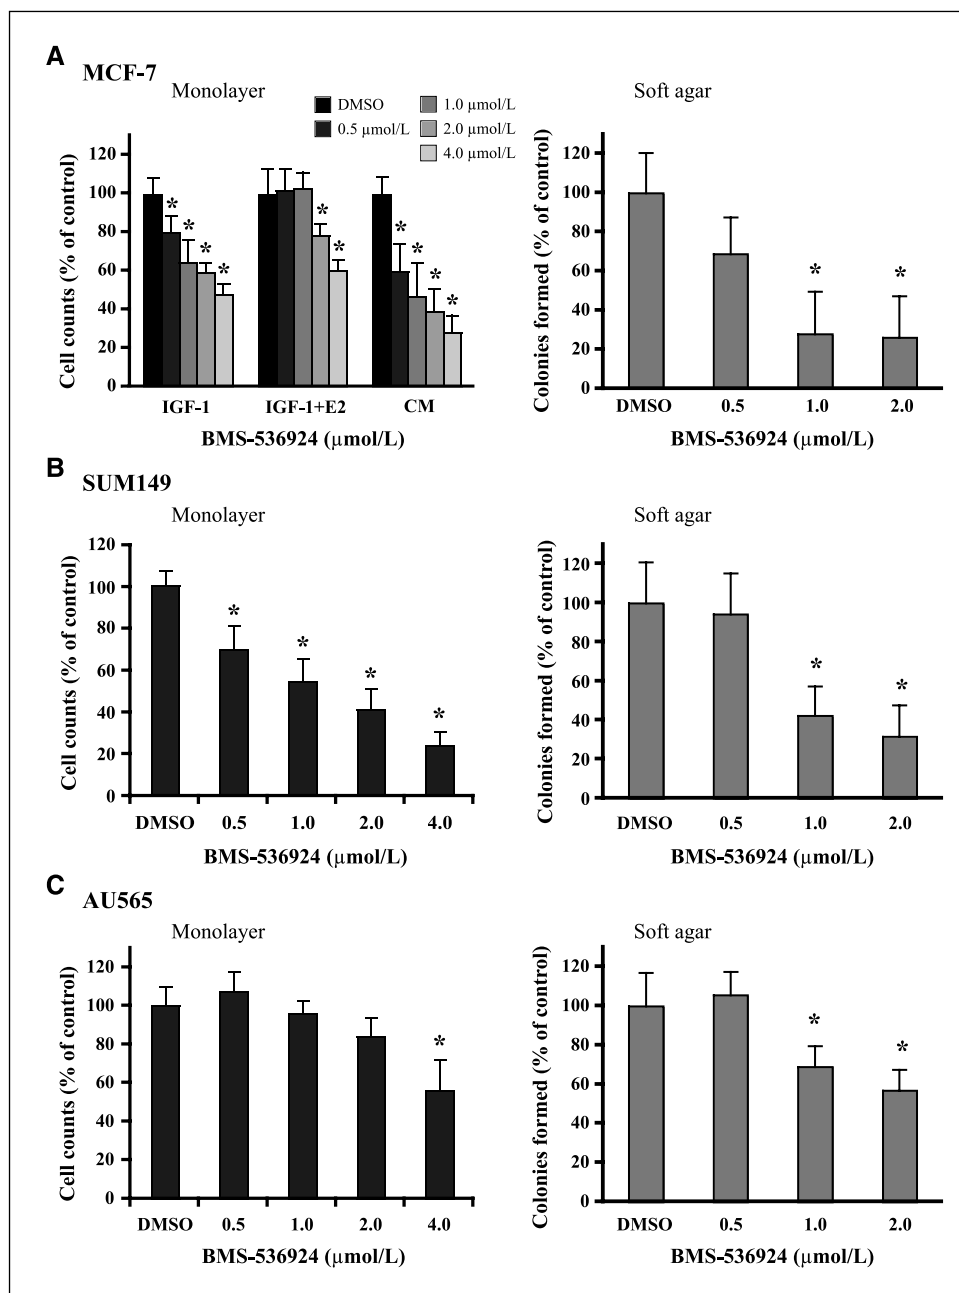 A
MCF-7
Monolayer
DMSO
0.5 µmol/L
1.0 µmol/L
2.0 µmol/L
4.0 µmol/L
Cell counts (% of control)
120
100
80
60
40
20
0
* * * * * * * * * *
IGF-1 IGF-1+E2 CM
BMS-536924 (µmol/L)
Soft agar
Colonies formed (% of control)
120
100
80
60
40
20
0
* *
DMSO 0.5 1.0 2.0
BMS-536924 (µmol/L)
B
SUM149
Monolayer
Cell counts (% of control)
120
100
80
60
40
20
0
* * * *
DMSO 0.5 1.0 2.0 4.0
BMS-536924 (µmol/L)
Soft agar
Colonies formed (% of control)
120
100
80
60
40
20
0
* *
DMSO 0.5 1.0 2.0
BMS-536924 (µmol/L)
C
AU565
Monolayer
Cell counts (% of control)
120
100
80
60
40
20
0
*
DMSO 0.5 1.0 2.0 4.0
BMS-536924 (µmol/L)
Soft agar
Colonies formed (% of control)
120
100
80
60
40
20
0
* *
DMSO 0.5 1.0 2.0
BMS-536924 (µmol/L)